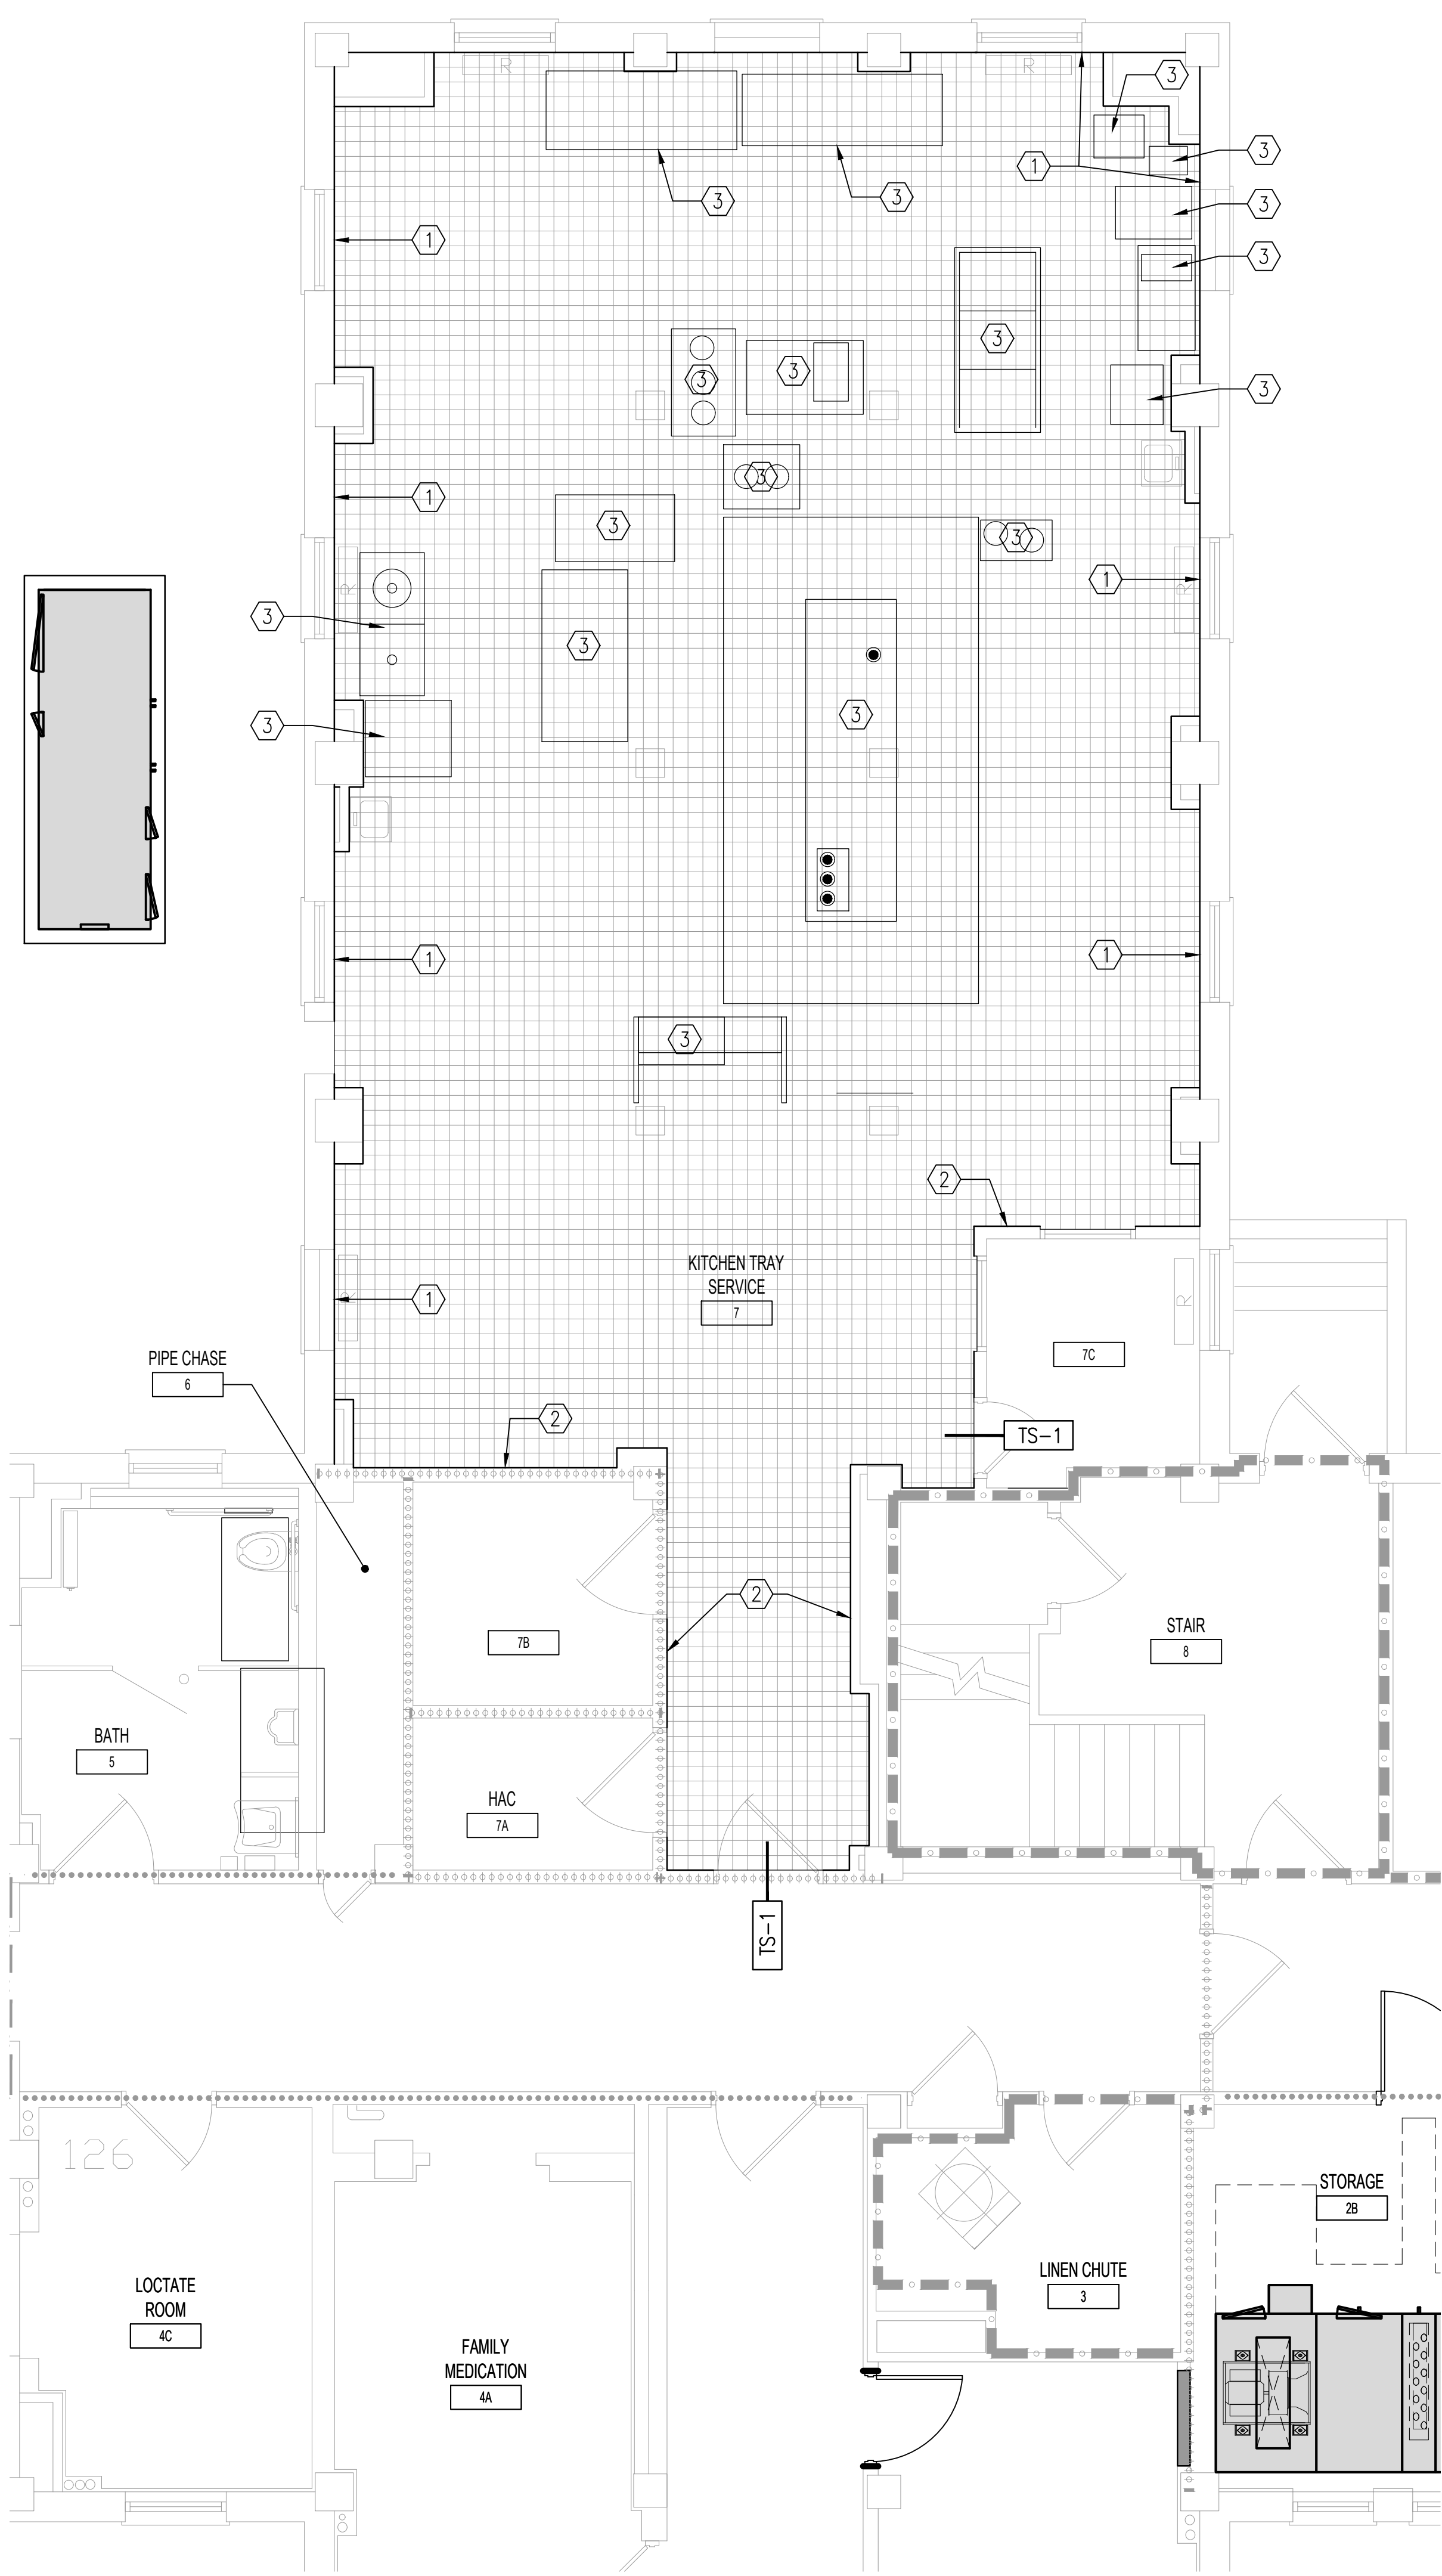 R
R
3
3
1
3
3
3
3
1
3
3
3
3
3
1
3
3
3
R
3
3
1
R
3
3
3
1
1
3
2
KITCHEN TRAY
SERVICE
7
1
R
R
7C
PIPE CHASE
6
2
TS-1
2
7B
STAIR
8
BATH
5
HAC
7A
TS-1
126
STORAGE
2B
LINEN CHUTE
3
LOCTATE
ROOM
4C
FAMILY
MEDICATION
4A